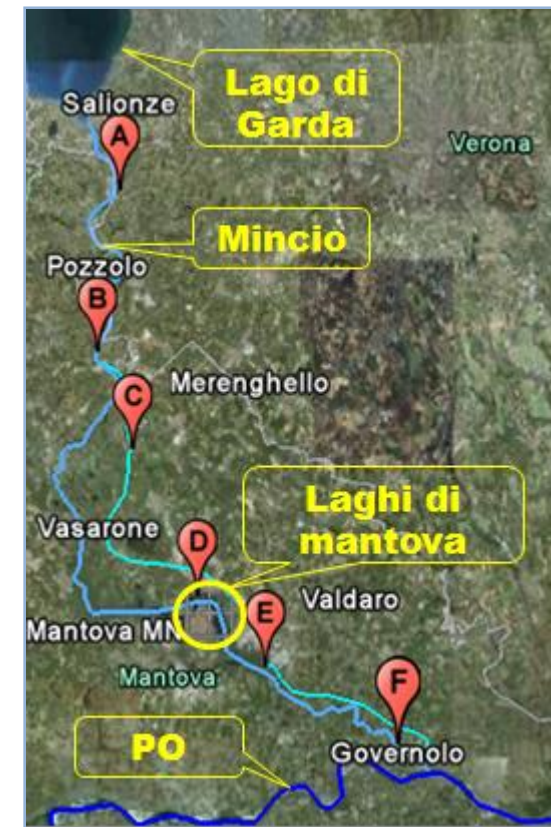 Lago di
Garda
Salionze
A
Verona
Mincio
Pozzolo
B
Merenghello
C
Laghi di
mantova
Vasarone
D
Valdaro
E
Mantova MN
Mantova
F
PO
Governolo